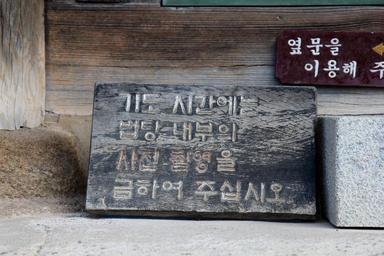 옆문을
이용해 주
기도 시간에는
법당 내부의
사진 촬영을
금하여 주십시오